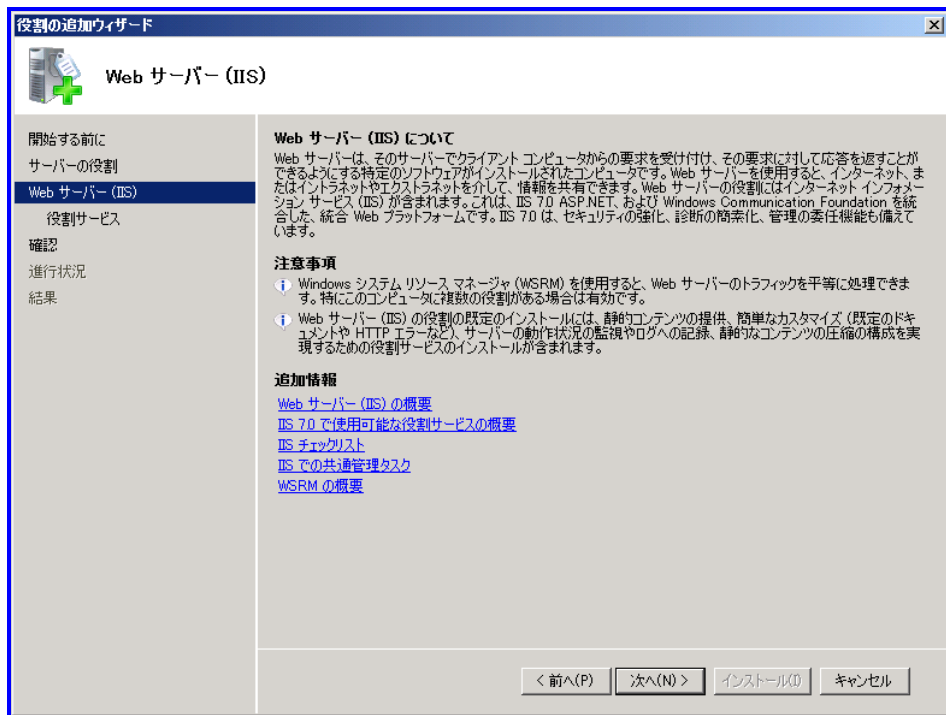 役割の追加ウィザード
Web サーバー (IIS)
開始する前に
サーバーの役割
Web サーバー (IIS)
役割サービス
確認
進行状況
結果
Web サーバー (IIS) について
Web サーバーは、そのサーバーでクライアント コンピュータからの要求を受け付け、その要求に対して応答を返すことが
できるようにする特定のソフトウェアがインストールされたコンピュータです。Web サーバーを使用すると、インターネット、ま
たはイントラネットやエクストラネットを介して、情報を共有できます。Web サーバーの役割にはインターネット インフォメー
ション サービス (IIS) が含まれます。これは、IIS 7.0 ASP.NET、および Windows Communication Foundation を統
合した、統合 Web プラットフォームです。IIS 7.0 は、セキュリティの強化、診断の簡素化、管理の委任機能も備えて
います。
注意事項
Windows システム リソース マネージャ (WSRM) を使用すると、Web サーバーのトラフィックを平等に処理できま
す。特にこのコンピュータに複数の役割がある場合は有効です。
Web サーバー (IIS) の役割の既定のインストールには、静的コンテンツの提供、簡単なカスタマイズ (既定のドキ
ュメントや HTTP エラーなど)、サーバーの動作状況の監視やログへの記録、静的なコンテンツの圧縮の構成を実
現するための役割サービスのインストールが含まれます。
追加情報
Web サーバー (IIS) の概要
IIS 7.0 で使用可能な役割サービスの概要
IIS チェックリスト
IIS での共通管理タスク
WSRM の概要
< 前へ(P)
次へ(N) >
インストール(I)
キャンセル